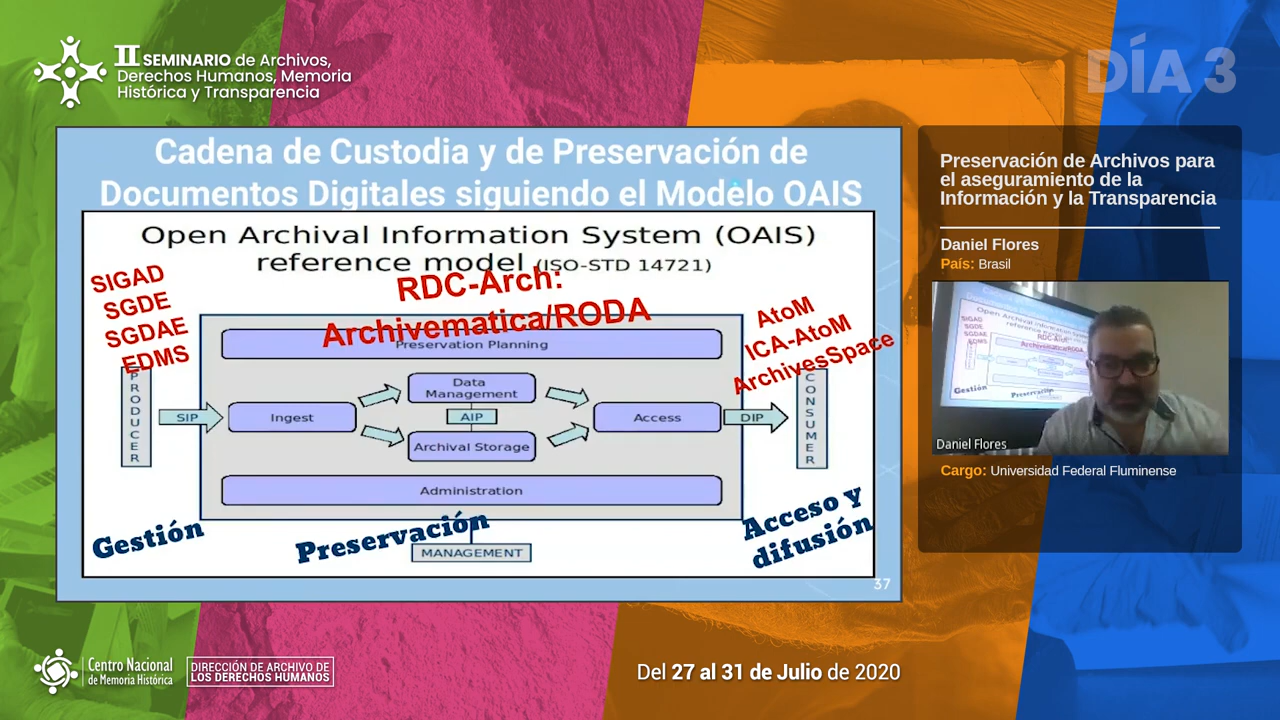 II SEMINARIO de Archivos,
Derechos Humanos, Memoria
Histórica y Transparencia
DÍA 3
Cadena de Custodia y de Preservación de
Documentos Digitales siguiendo el Modelo OAIS
Open Archival Information System (OAIS)
reference model (ISO-STD 14721)
SIGAD
SGDE
SGDAE
EDMS
RDC-Arch:
Archivematica/RODA
AtoM
ICA-AtoM
ArchivesSpace
Preservation Planning
PRODUCER
SIP
Ingest
Data
Management
AIP
Archival Storage
Access
DIP
CONSUMER
Administration
Gestión
Preservación
MANAGEMENT
Acceso y
difusión
37
Preservación de Archivos para
el aseguramiento de la
Información y la Transparencia
Daniel Flores
País: Brasil
Daniel Flores
Cargo: Universidad Federal Fluminense
Centro Nacional
de Memoria Histórica
DIRECCIÓN DE ARCHIVO DE
LOS DERECHOS HUMANOS
Del 27 al 31 de Julio de 2020